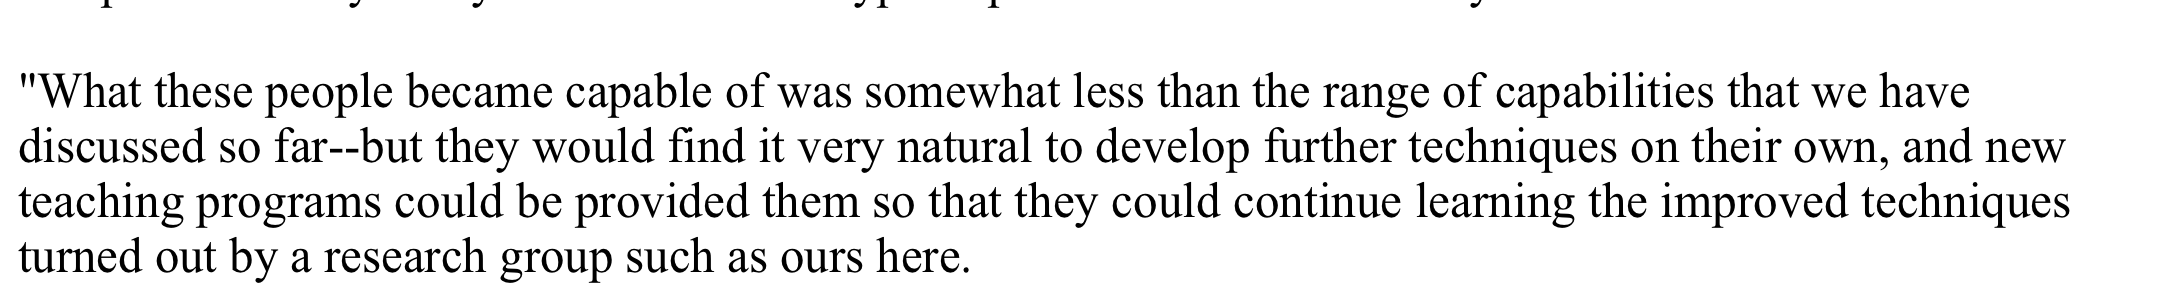 "What these people became capable of was somewhat less than the range of capabilities that we have
discussed so far--but they would find it very natural to develop further techniques on their own, and new
teaching programs could be provided them so that they could continue learning the improved techniques
turned out by a research group such as ours here.